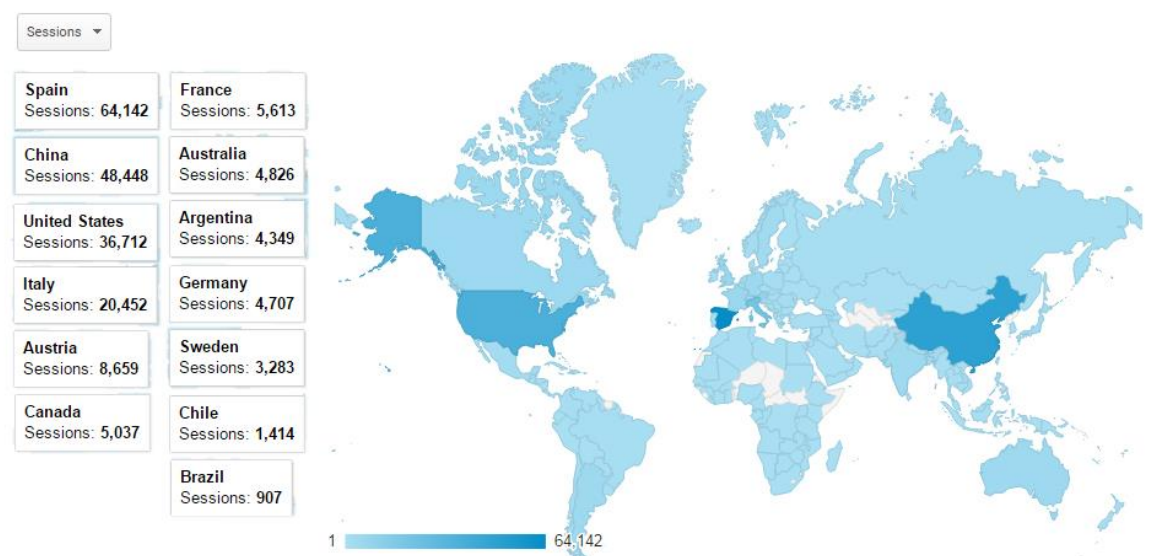 Sessions
Spain
Sessions: 64,142
China
Sessions: 48,448
United States
Sessions: 36,712
Italy
Sessions: 20,452
Austria
Sessions: 8,659
Canada
Sessions: 5,037
France
Sessions: 5,613
Australia
Sessions: 4,826
Argentina
Sessions: 4,349
Germany
Sessions: 4,707
Sweden
Sessions: 3,283
Chile
Sessions: 1,414
Brazil
Sessions: 907
1 64,142